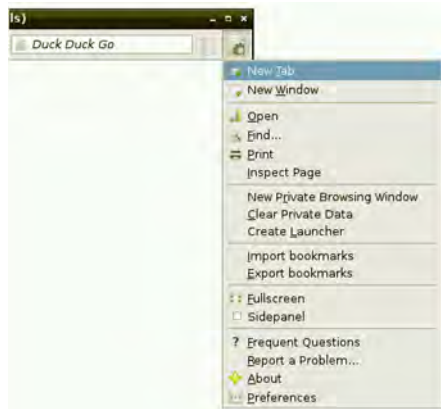 ls)
Duck Duck Go
New Tab
New Window
Open
Find...
Print
Inspect Page
New Private Browsing Window
Clear Private Data
Create Launcher
Import bookmarks
Export bookmarks
Fullscreen
Sidepanel
? Frequent Questions
Report a Problem...
About
Preferences